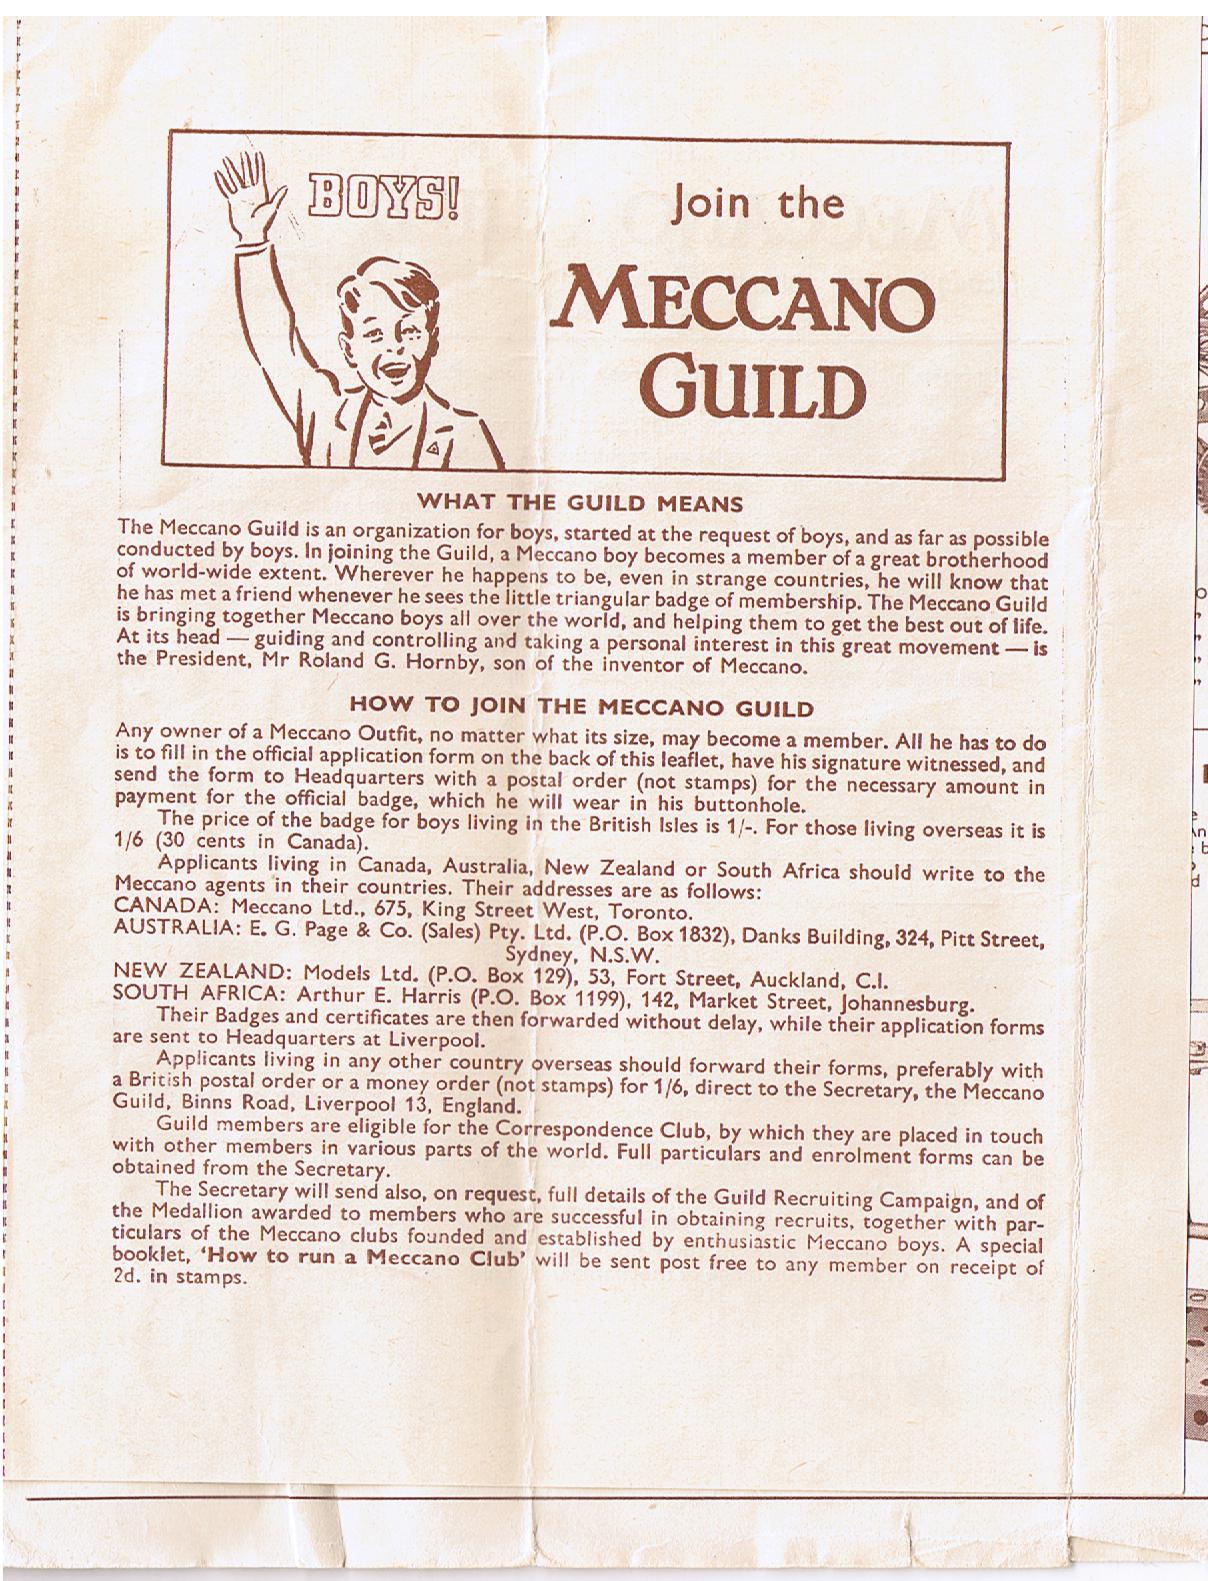 BOYS!
Join the
MECCANO
GUILD
WHAT THE GUILD MEANS
The Meccano Guild is an organization for boys, started at the request of boys, and as far as possible
conducted by boys. In joining the Guild, a Meccano boy becomes a member of a great brotherhood
of world-wide extent. Wherever he happens to be, even in strange countries, he will know that
he has met a friend whenever he sees the little triangular badge of membership. The Meccano Guild
is bringing together Meccano boys all over the world, and helping them to get the best out of life.
At its head — guiding and controlling and taking a personal interest in this great movement — is
the President, Mr Roland G. Hornby, son of the inventor of Meccano.
HOW TO JOIN THE MECCANO GUILD
Any owner of a Meccano Outfit, no matter what its size, may become a member. All he has to do
is to fill in the official application form on the back of this leaflet, have his signature witnessed, and
send the form to Headquarters with a postal order (not stamps) for the necessary amount in
payment for the official badge, which he will wear in his buttonhole.
The price of the badge for boys living in the British Isles is 1/-. For those living overseas it is
1/6 (30 cents in Canada).
Applicants living in Canada, Australia, New Zealand or South Africa should write to the
Meccano agents in their countries. Their addresses are as follows:
CANADA: Meccano Ltd., 675, King Street West, Toronto.
AUSTRALIA: E. G. Page & Co. (Sales) Pty. Ltd. (P.O. Box 1832), Danks Building, 324, Pitt Street,
Sydney, N.S.W.
NEW ZEALAND: Models Ltd. (P.O. Box 129), 53, Fort Street, Auckland, C.I.
SOUTH AFRICA: Arthur E. Harris (P.O. Box 1199), 142, Market Street, Johannesburg.
Their Badges and certificates are then forwarded without delay, while their application forms
are sent to Headquarters at Liverpool.
Applicants living in any other country overseas should forward their forms, preferably with
a British postal order or a money order (not stamps) for 1/6, direct to the Secretary, the Meccano
Guild, Binns Road, Liverpool 13, England.
Guild members are eligible for the Correspondence Club, by which they are placed in touch
with other members in various parts of the world. Full particulars and enrolment forms can be
obtained from the Secretary.
The Secretary will send also, on request, full details of the Guild Recruiting Campaign, and of
the Medallion awarded to members who are successful in obtaining recruits, together with par-
ticulars of the Meccano clubs founded and established by enthusiastic Meccano boys. A special
booklet, 'How to run a Meccano Club' will be sent post free to any member on receipt of
2d. in stamps.